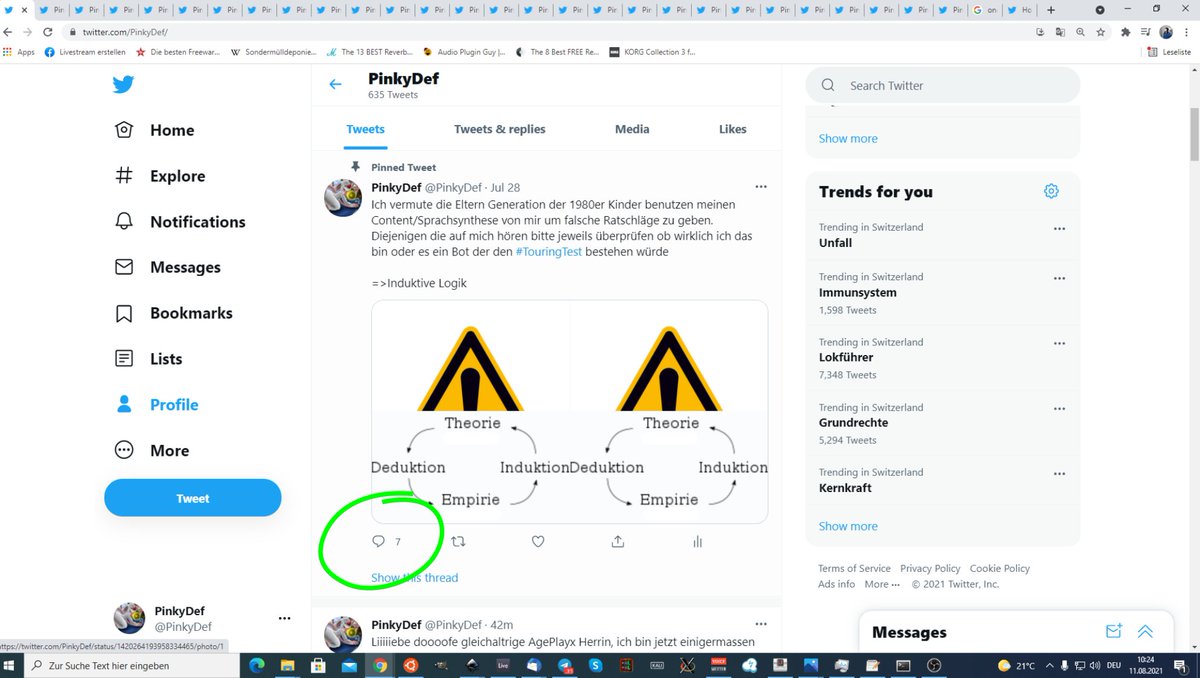 twitter.com/PinkyDef/
Apps
Livestream erstellen
Die besten Freewar...
Sondermülldeponie...
The 13 BEST Reverb...
Audio Plugin Guy |...
The 8 Best FREE Re...
KORG Collection 3 f...
Leseliste
Home
Explore
Notifications
Messages
Bookmarks
Lists
Profile
More
Tweet
PinkyDef
@PinkyDef
PinkyDef
635 Tweets
Tweets
Tweets & replies
Media
Likes
Pinned Tweet
PinkyDef @PinkyDef · Jul 28
Ich vermute die Eltern Generation der 1980er Kinder benutzen meinen
Content/Sprachsynthese von mir um falsche Ratschläge zu geben.
Diejenigen die auf mich hören bitte jeweils überprüfen ob wirklich ich das
bin oder es ein Bot der den #TouringTest bestehen würde
=>Induktive Logik
Theorie Theorie
Deduktion Induktion Deduktion Induktion
Empirie Empirie
7
Show this thread
PinkyDef @PinkyDef · 42m
Liiiiiebe doooofe gleichaltrige AgePlayx Herrin, ich bin jetzt einigermassen
Search Twitter
Show more
Trends for you
Trending in Switzerland
Unfall
Trending in Switzerland
Immunsystem
1,598 Tweets
Trending in Switzerland
Lokführer
7,348 Tweets
Trending in Switzerland
Grundrechte
5,294 Tweets
Trending in Switzerland
Kernkraft
Show more
Terms of Service Privacy Policy Cookie Policy
Ads info More ··· © 2021 Twitter, Inc.
Messages
https://twitter.com/PinkyDef/status/1420264193958334465/photo/1
Zur Suche Text hier eingeben
21°C
DEU
10:24
11.08.2021